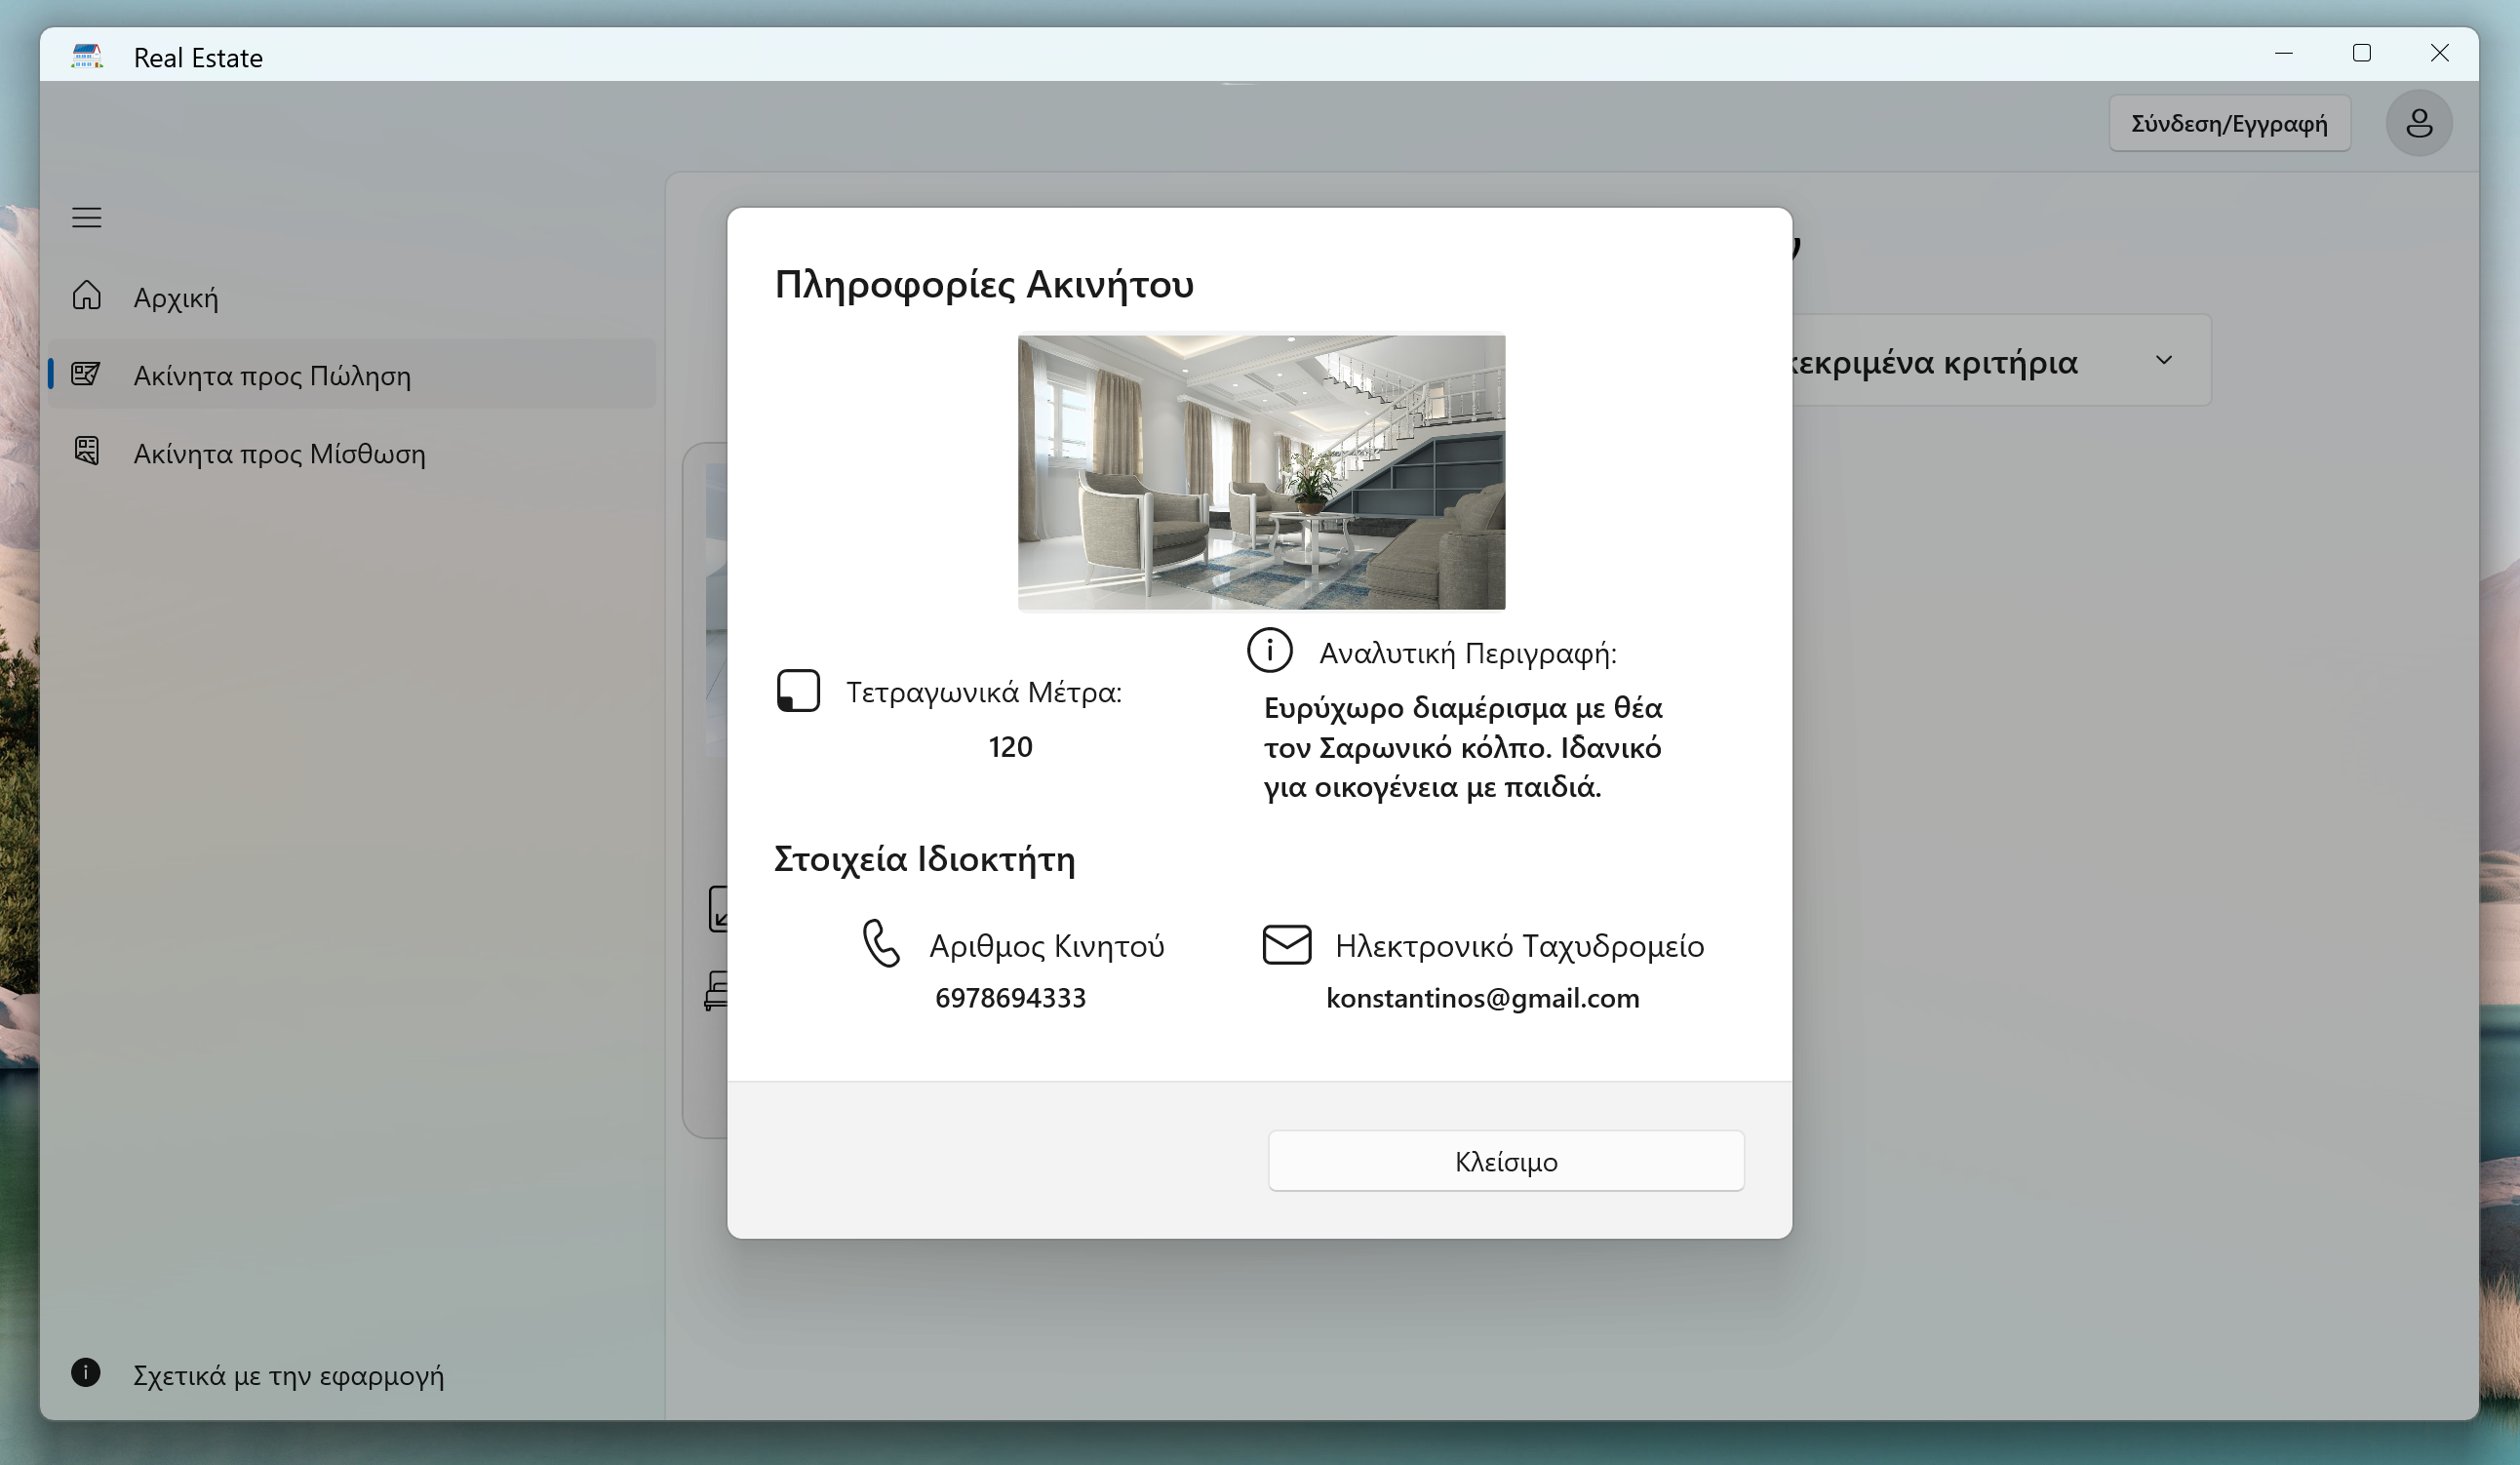 Real Estate
Σύνδεση/Εγγραφή
Αρχική
Ακίνητα προς Πώληση
Ακίνητα προς Μίσθωση
κριτήρια
Πληροφορίες Ακινήτου
Τετραγωνικά Μέτρα:
120
Αναλυτική Περιγραφή:
Ευρύχωρο διαμέρισμα με θέα
τον Σαρωνικό κόλπο. Ιδανικό
για οικογένεια με παιδιά.
Στοιχεία Ιδιοκτήτη
Αριθμος Κινητού
6978694333
Ηλεκτρονικό Ταχυδρομείο
konstantinos@gmail.com
Κλείσιμο
Σχετικά με την εφαρμογή